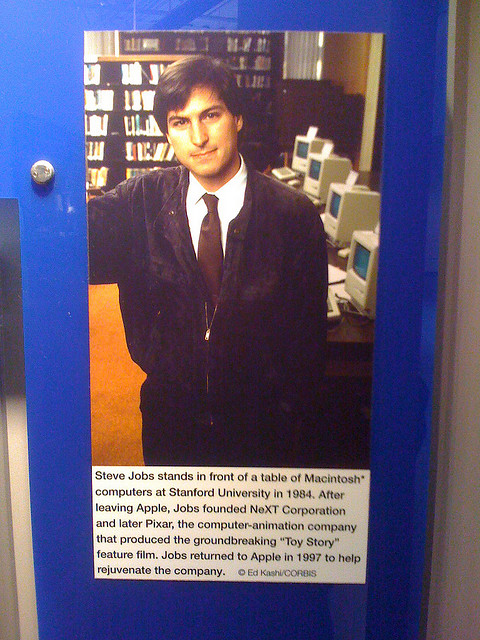 Steve Jobs stands in front of a table of Macintosh®
computers at Stanford University in 1984. After
leaving Apple, Jobs founded NeXT Corporation
and later Pixar, the computer-animation company
that produced the groundbreaking “Toy Story”
feature film. Jobs returned to Apple in 1997 to help
rejuvenate the company. © Ed Kashi/CORBIS